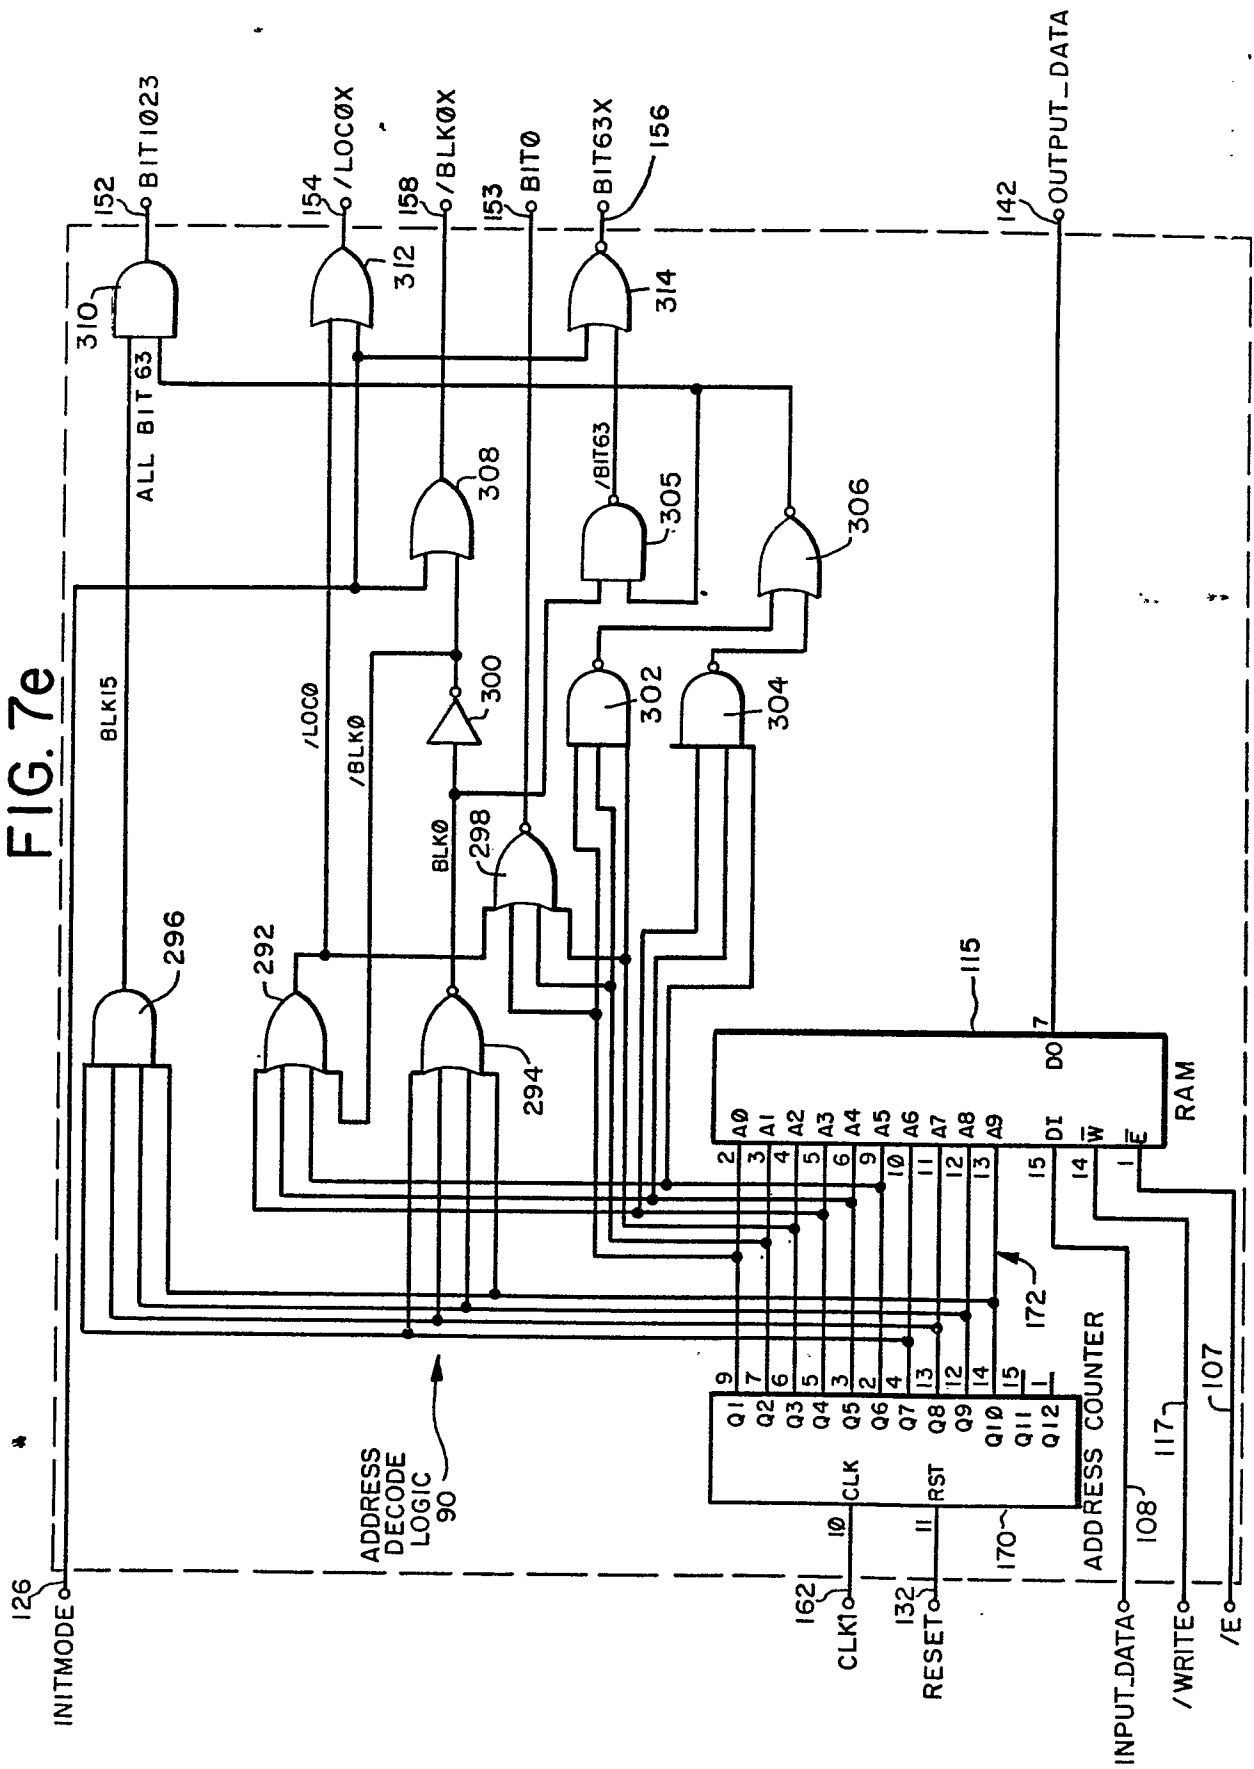 FIG. 7e
INITMODE
126
BLK15
296
310
ALL BIT 63
152
BIT1023
292
/LOC0
/BLK0
312
154
/LOC0X
ADDRESS
DECODE
LOGIC
90
294
BLK0
300
308
158
/BLK0X
298
153
BIT0
302
304
305
/BIT63
306
314
BIT63X
156
CLK1
162
10
CLK
RESET
132
11
RST
170
ADDRESS COUNTER
Q1 9
Q2 7
Q3 6
Q4 5
Q5 3
Q6 2
Q7 4
Q8 13
Q9 12
Q10 14
Q11 15
Q12 1
172
2 A0
3 A1
4 A2
5 A3
6 A4
9 A5
10 A6
11 A7
12 A8
13 A9
15 DI
14 W
1 E
DO 7
115
RAM
142
OUTPUT_DATA
INPUT_DATA
108
/WRITE
117
/E
107